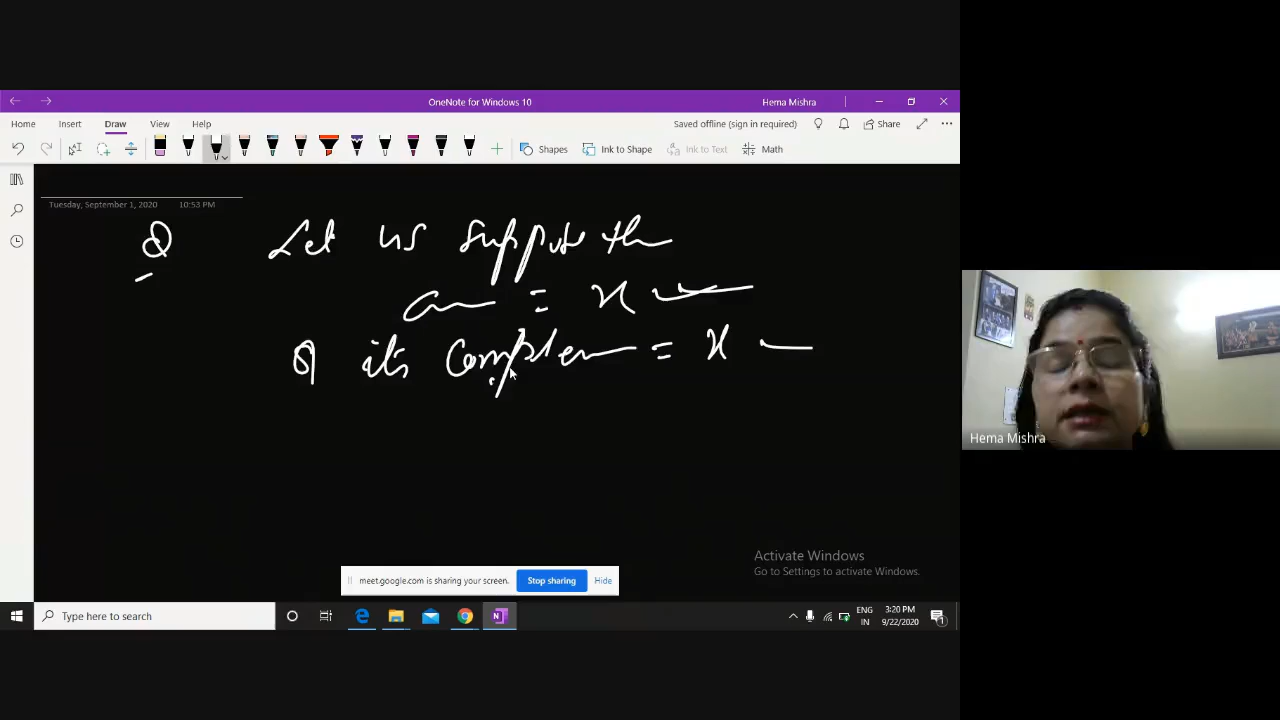 OneNote for Windows 10
Hema Mishra
Home Insert Draw View Help
Saved offline (sign in required)
Share
Shapes
Ink to Shape
Ink to Text
Math
Tuesday, September 1, 2020 10:53 PM
Q Let us suppose the
= x
its Complem = x
Hema Mishra
Activate Windows
Go to Settings to activate Windows.
meet.google.com is sharing your screen.
Stop sharing
Hide
Type here to search
ENG
IN
3:20 PM
9/22/2020
1